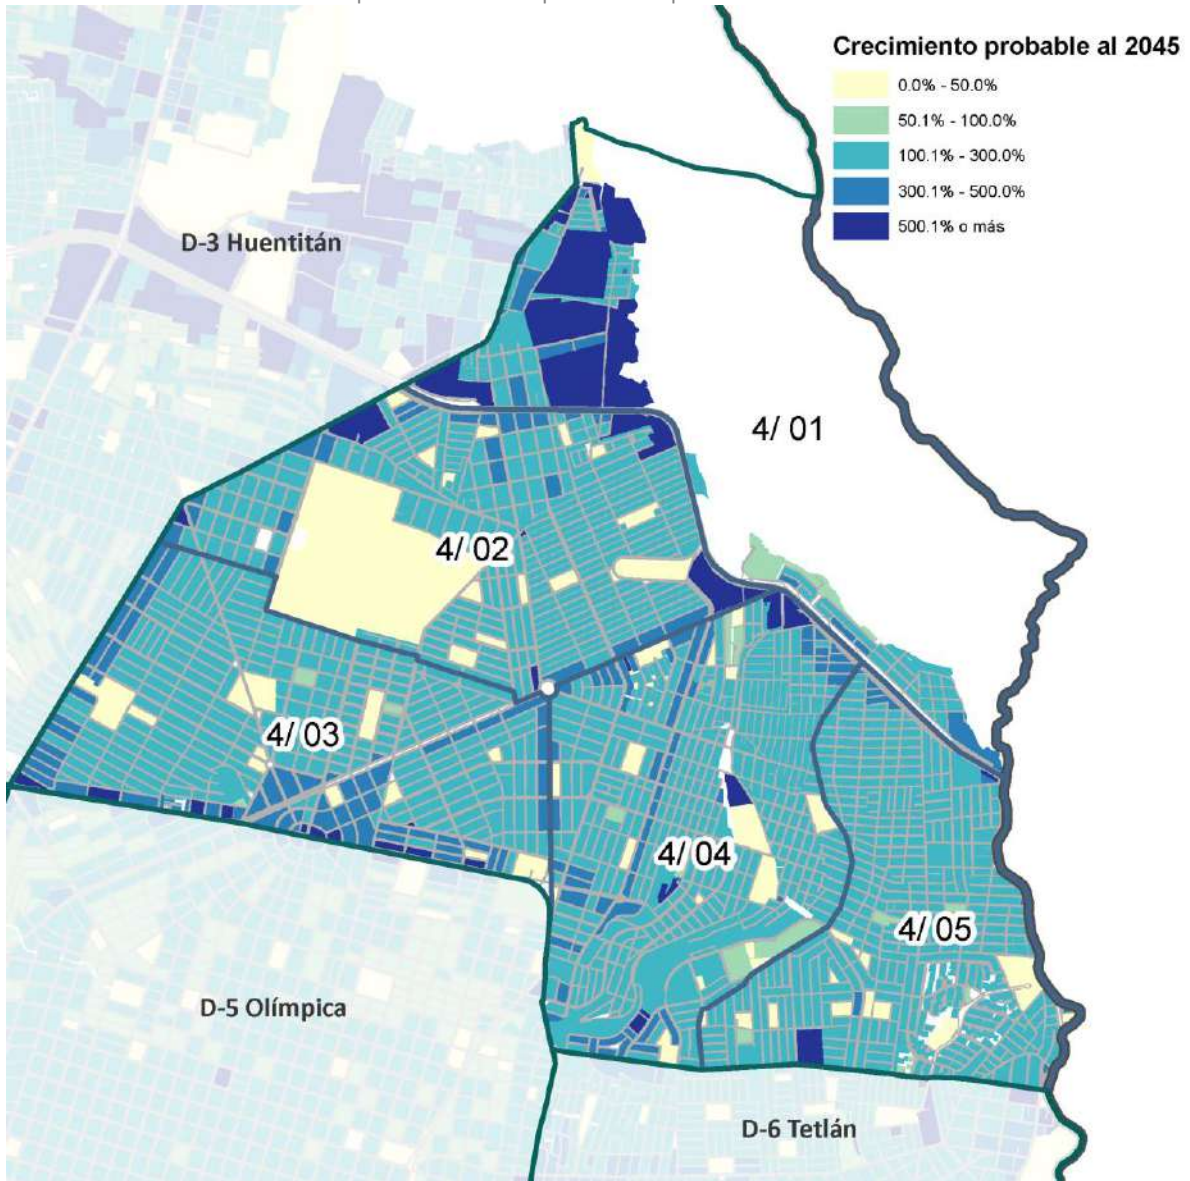 Crecimiento probable al 2045
0.0% - 50.0%
50.1% - 100.0%
100.1% - 300.0%
300.1% - 500.0%
500.1% o más
D-3 Huentitán
4/ 01
4/ 02
4/ 03
4/ 04
4/ 05
D-5 Olímpica
D-6 Tetlán